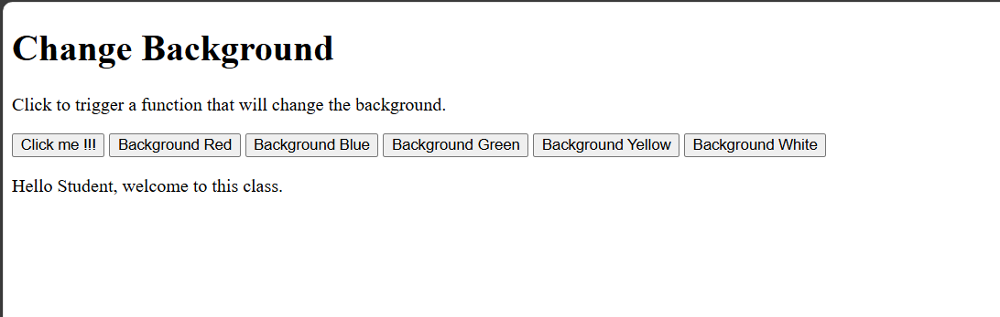 Change Background
Click to trigger a function that will change the background.
Click me !!! Background Red Background Blue Background Green Background Yellow Background White
Hello Student, welcome to this class.